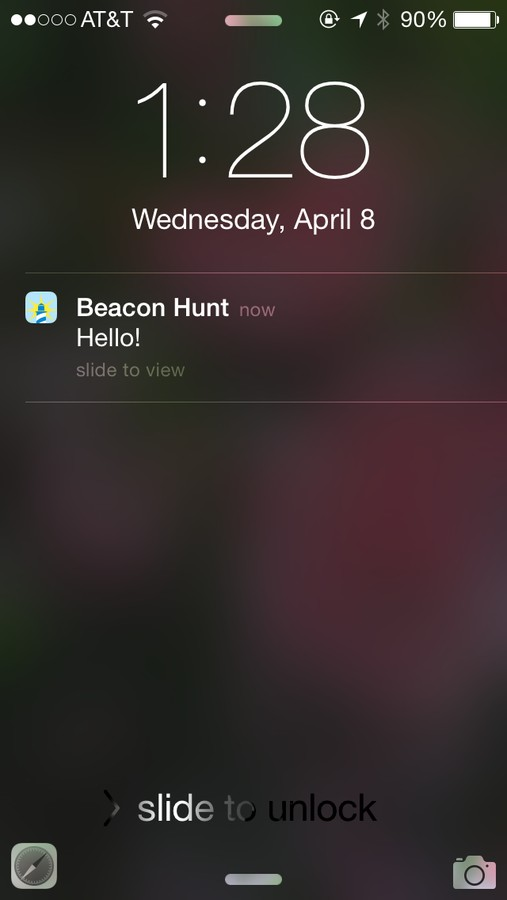 AT&T 90%
1:28
Wednesday, April 8
Beacon Hunt now
Hello!
slide to view
slide to unlock